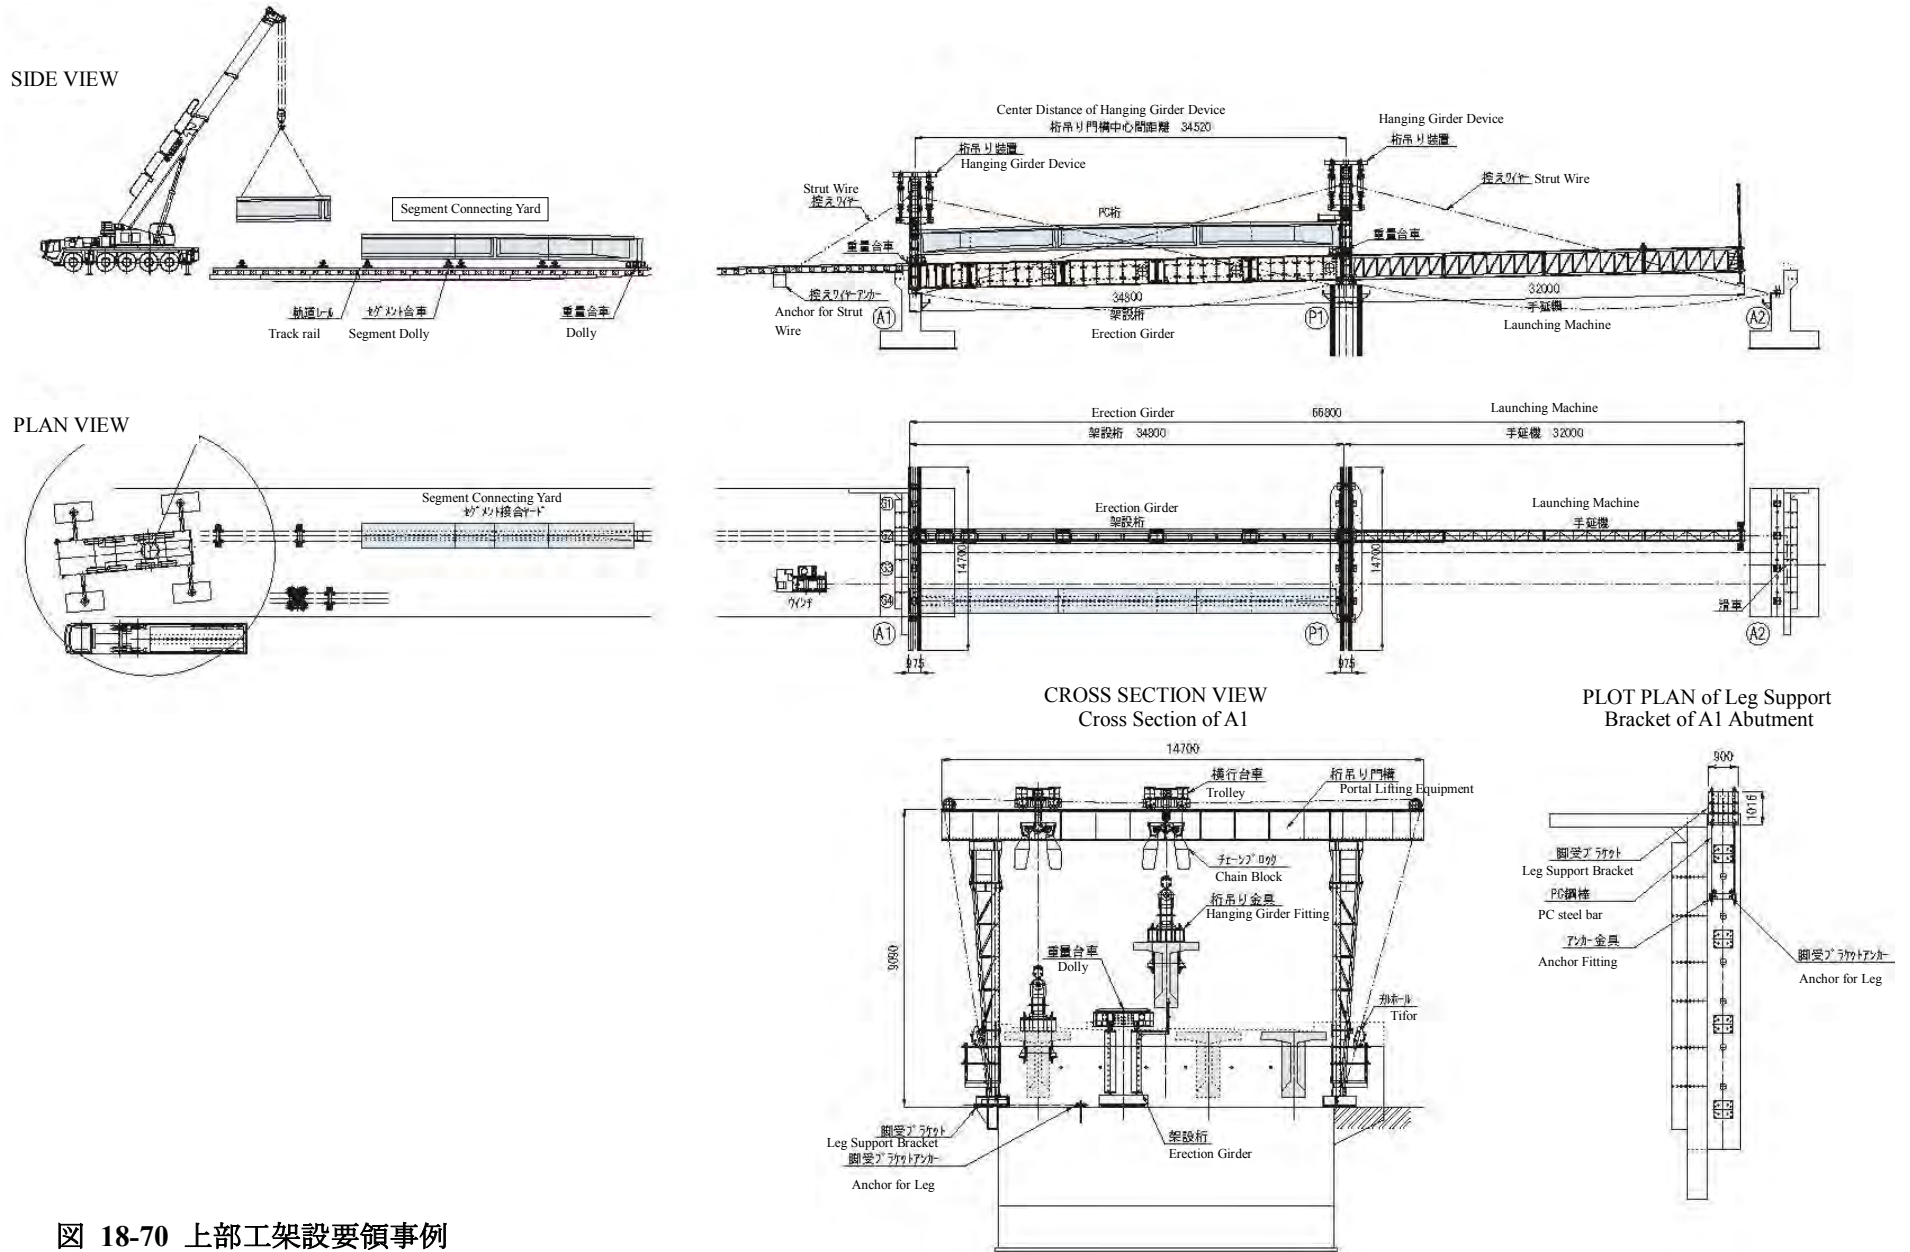 SIDE VIEW
Segment Connecting Yard
軌道レール
Track rail
セグメント台車
Segment Dolly
重量台車
Dolly
Center Distance of Hanging Girder Device
桁吊り門構中心間距離 34520
桁吊り装置
Hanging Girder Device
Hanging Girder Device
桁吊り装置
Strut Wire
控えワイヤー
控えワイヤー Strut Wire
PC桁
重量台車
重量台車
控えワイヤーアンカー
Anchor for Strut
Wire
A1
34800
架設桁
Erection Girder
P1
32000
手延機
Launching Machine
A2
PLAN VIEW
Segment Connecting Yard
セグメント接合ヤード
Erection Girder
66800
Launching Machine
架設桁 34800
手延機 32000
Erection Girder
架設桁
Launching Machine
手延機
G1
G2
G3
G4
14700
14700
ウインチ
滑車
A1
P1
A2
975
975
CROSS SECTION VIEW
Cross Section of A1
14700
横行台車
Trolley
桁吊り門構
Portal Lifting Equipment
チェーンブロック
Chain Block
桁吊り金具
Hanging Girder Fitting
重量台車
Dolly
9090
チルホール
Tifor
脚受ブラケット
Leg Support Bracket
脚受ブラケットアンカー
Anchor for Leg
架設桁
Erection Girder
PLOT PLAN of Leg Support
Bracket of A1 Abutment
900
1016
脚受ブラケット
Leg Support Bracket
PC鋼棒
PC steel bar
アンカー金具
Anchor Fitting
脚受ブラケットアンカー
Anchor for Leg
図 18-70 上部工架設要領事例